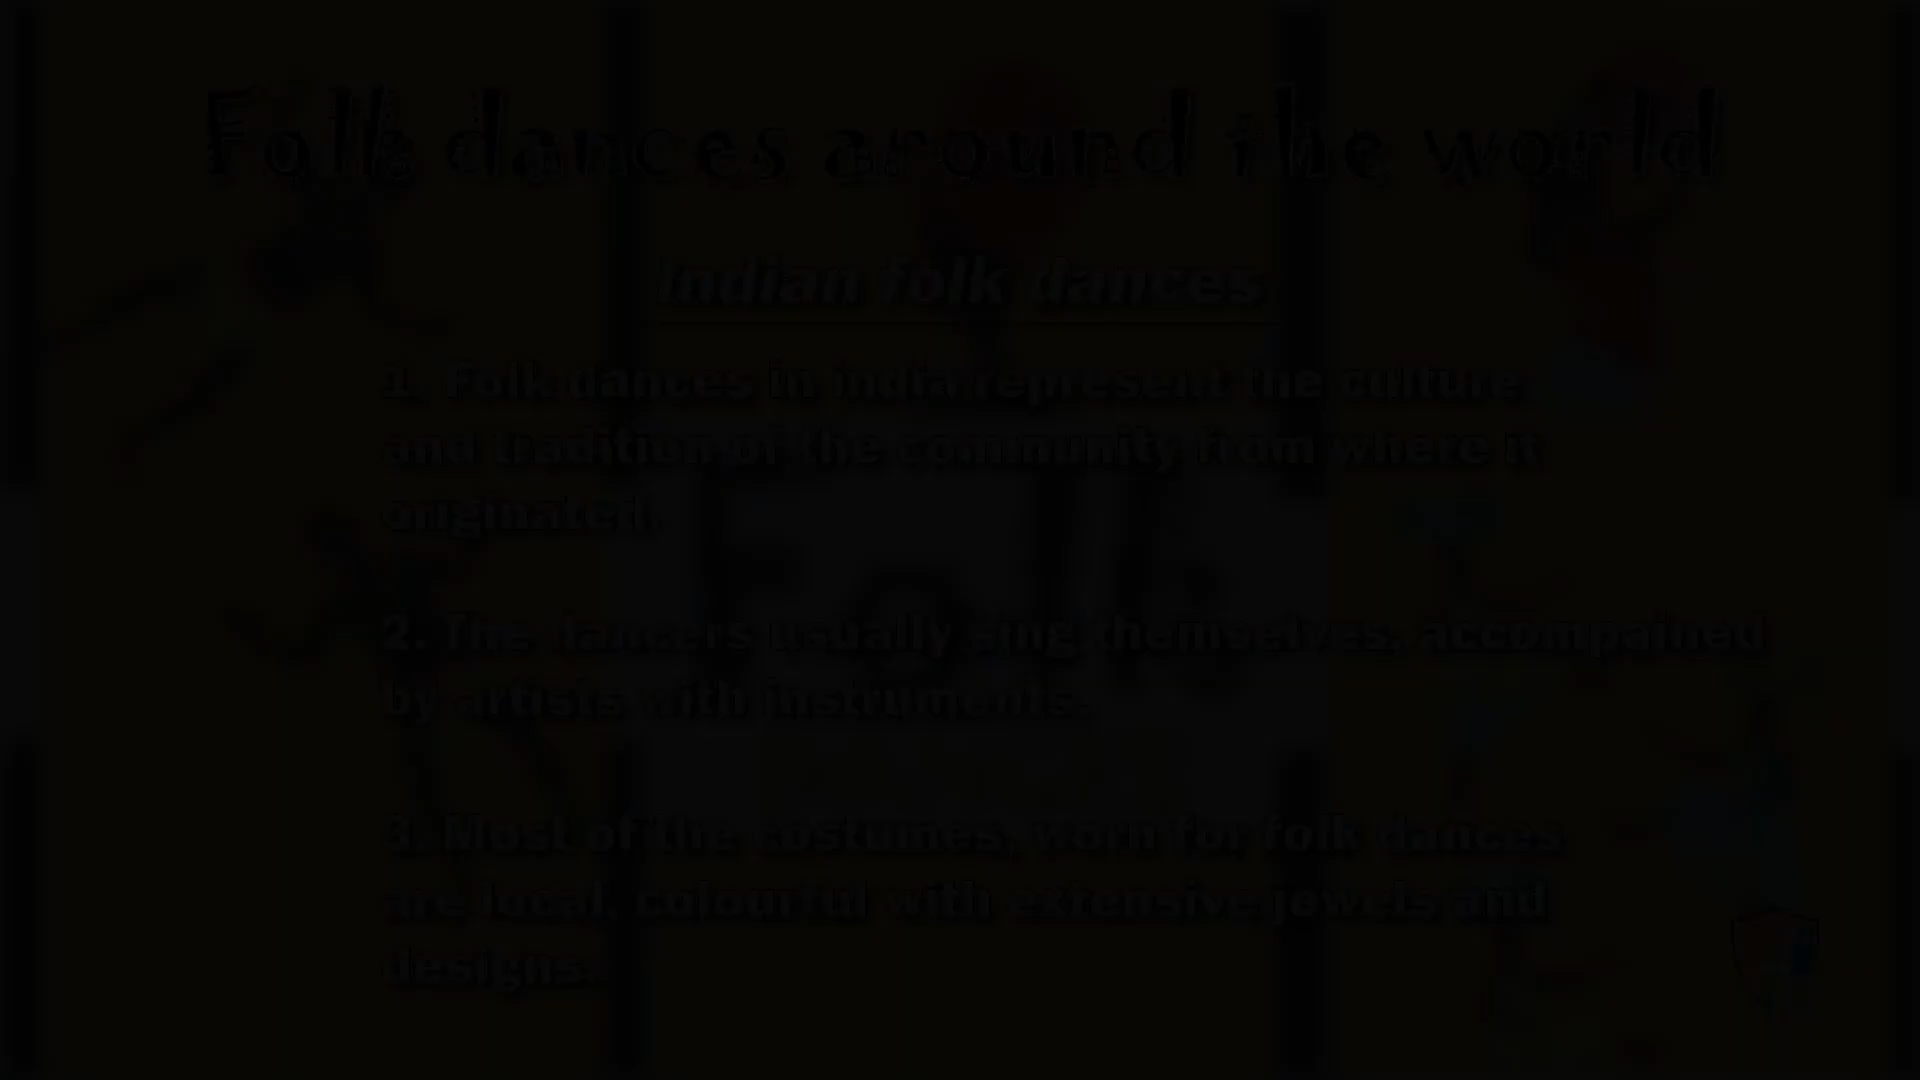 Folk dances around the world
Indian folk dances
1. Folk dances in india represent the culture
and tradition of the community from where it
originated.
2. The dancers usually sing themselves, accompained
by artists with instruments.
3. Most of the costumes, worn for folk dances
are local, colourful with extensive jewels and
designs.